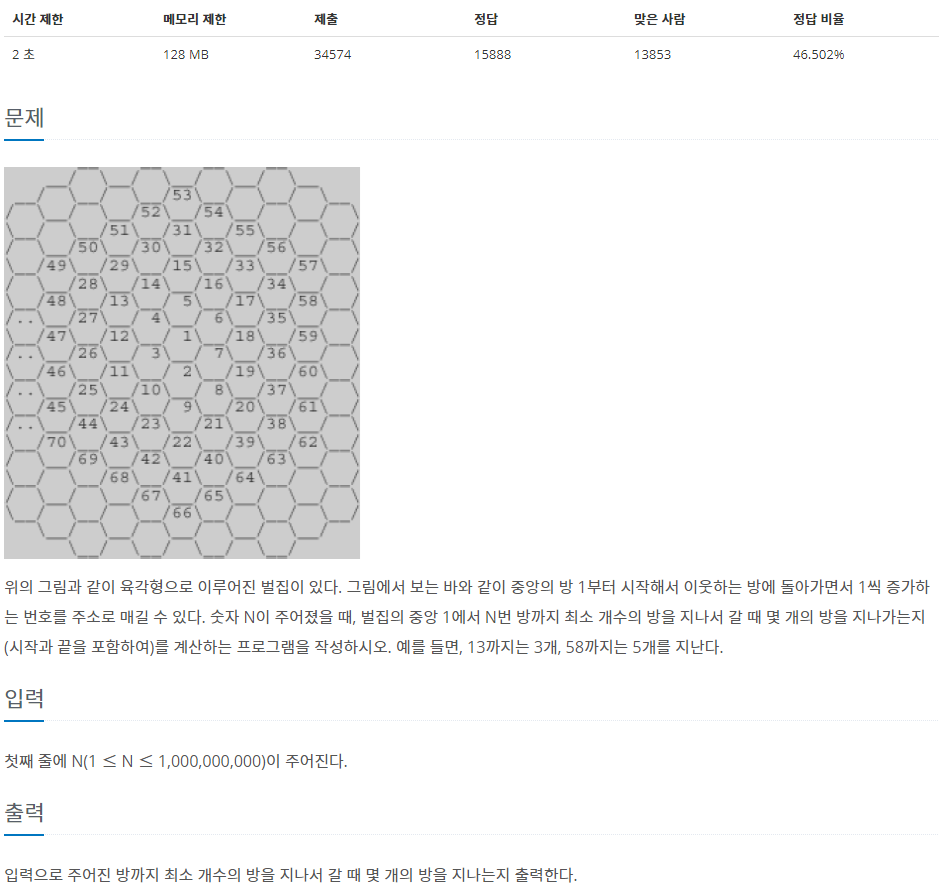 시간 제한 메모리 제한 제출 정답 맞은 사람 정답 비율
2 초 128 MB 34574 15888 13853 46.502%
문제
53
52 54
51 31 55
50 30 32 56
49 29 15 33 57
28 14 16 34
48 13 5 17 58
.. 27 4 6 35
47 12 1 18 59
.. 26 3 7 36
46 11 2 19 60
.. 25 10 8 37
45 24 9 20 61
.. 44 23 21 38
70 43 22 39 62
69 42 40 63
68 41 64
67 65
66
위의 그림과 같이 육각형으로 이루어진 벌집이 있다. 그림에서 보는 바와 같이 중앙의 방 1부터 시작해서 이웃하는 방에 돌아가면서 1씩 증가하
는 번호를 주소로 매길 수 있다. 숫자 N이 주어졌을 때, 벌집의 중앙 1에서 N번 방까지 최소 개수의 방을 지나서 갈 때 몇 개의 방을 지나가는지
(시작과 끝을 포함하여)를 계산하는 프로그램을 작성하시오. 예를 들면, 13까지는 3개, 58까지는 5개를 지난다.
입력
첫째 줄에 N(1 ≤ N ≤ 1,000,000,000)이 주어진다.
출력
입력으로 주어진 방까지 최소 개수의 방을 지나서 갈 때 몇 개의 방을 지나는지 출력한다.